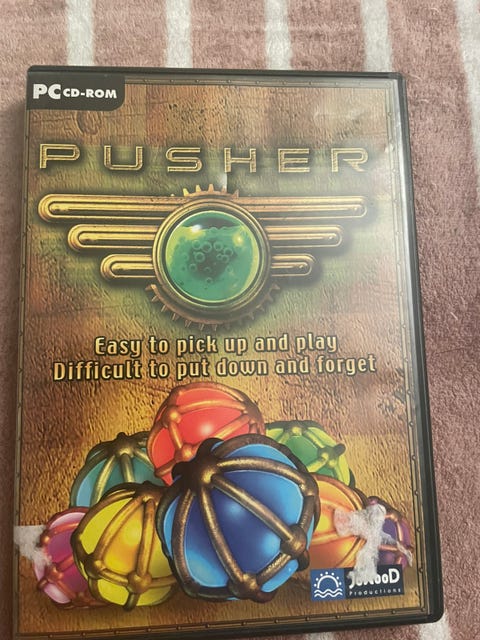 PC CD-ROM
PUSHER
Easy to pick up and play
Difficult to put down and forget
JoWooD
Productions